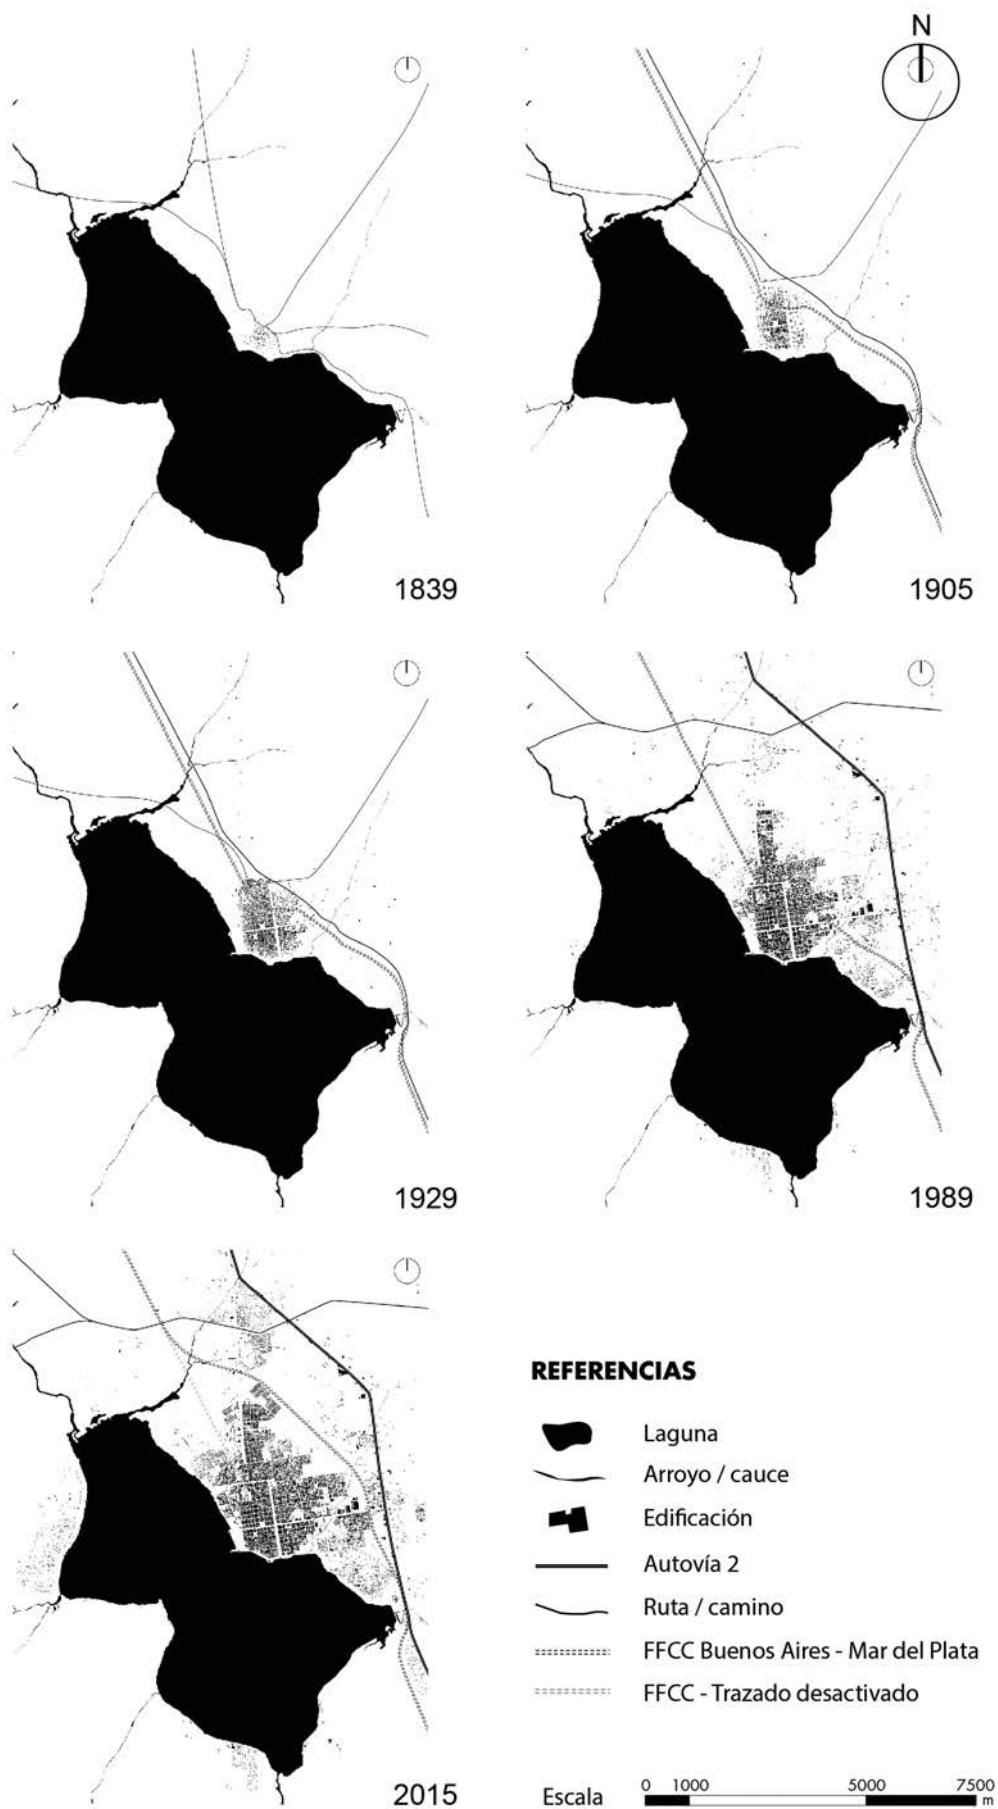 N
1839
1905
1929
1989
2015
REFERENCIAS
Laguna
Arroyo / cauce
Edificación
Autovía 2
Ruta / camino
FFCC Buenos Aires - Mar del Plata
FFCC - Trazado desactivado
Escala 0 1000 5000 7500 m